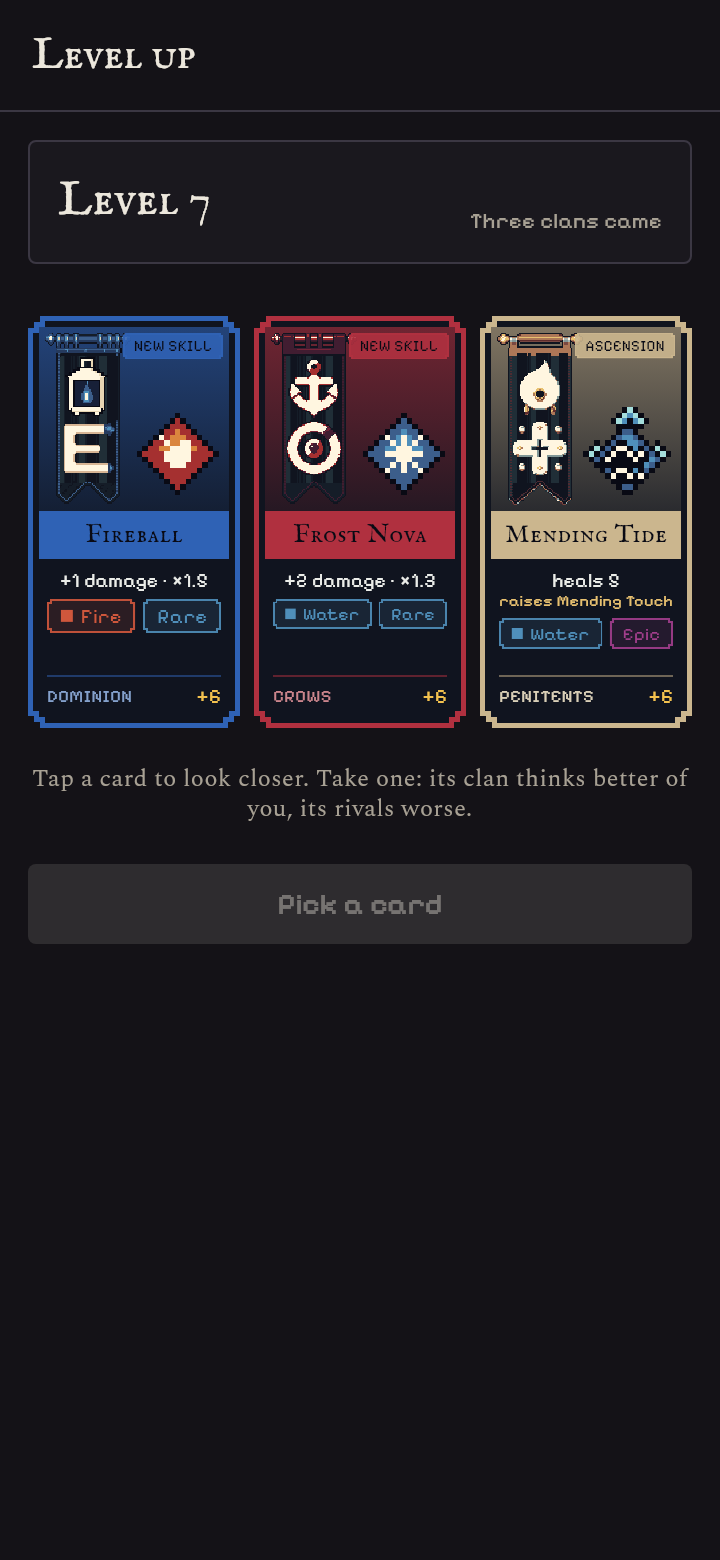 Level up
Level 7
Three clans came
NEW SKILL
E
Fireball
+1 damage · ×1.9
Fire
Rare
DOMINION
+6
NEW SKILL
Frost Nova
+2 damage · ×1.3
Water
Rare
CROWS
+6
ASCENSION
Mending Tide
heals 9
raises Mending Touch
Water
Epic
PENITENTS
+6
Tap a card to look closer. Take one: its clan thinks better of
you, its rivals worse.
Pick a card